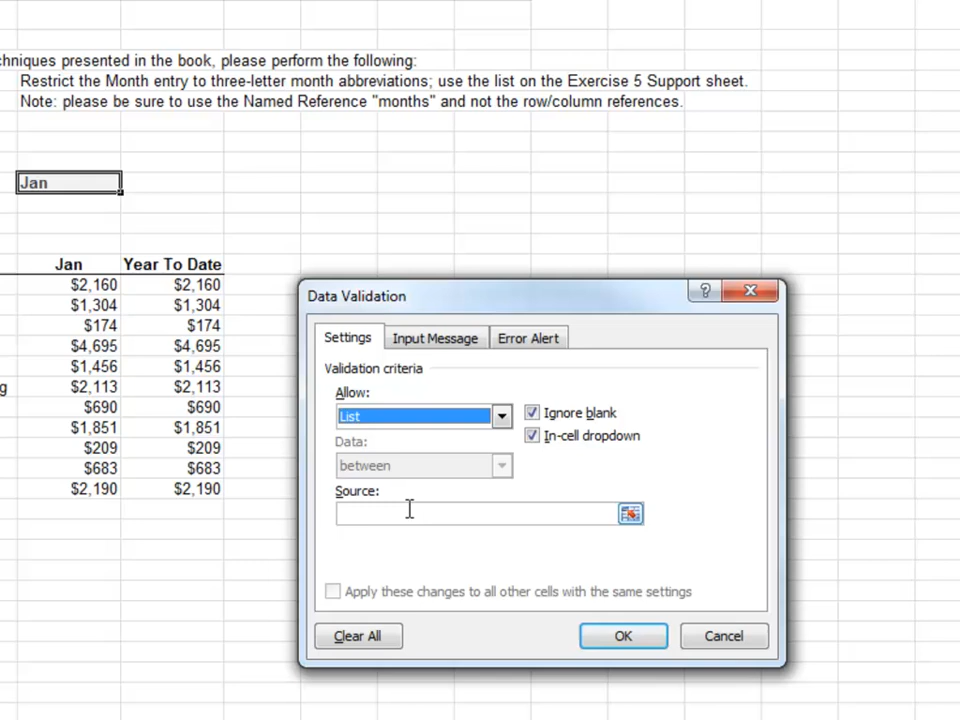 chniques presented in the book, please perform the following:
Restrict the Month entry to three-letter month abbreviations; use the list on the Exercise 5 Support sheet.
Note: please be sure to use the Named Reference "months" and not the row/column references.
Jan
Jan Year To Date
$2,160 $2,160
$1,304 $1,304
$174 $174
$4,695 $4,695
$1,456 $1,456
g $2,113 $2,113
$690 $690
$1,851 $1,851
$209 $209
$683 $683
$2,190 $2,190
Data Validation
Settings Input Message Error Alert
Validation criteria
Allow:
List
Ignore blank
In-cell dropdown
Data:
between
Source:
Apply these changes to all other cells with the same settings
Clear All OK Cancel